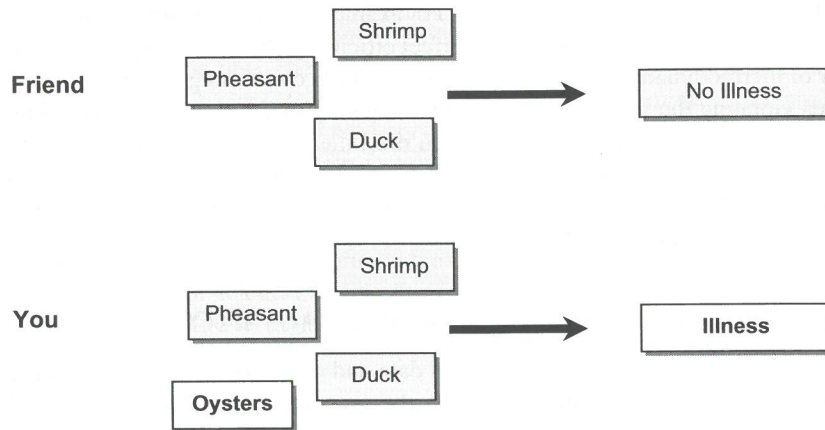 Shrimp
Friend
Pheasant
No Illness
Duck
Shrimp
You
Pheasant
Illness
Duck
Oysters